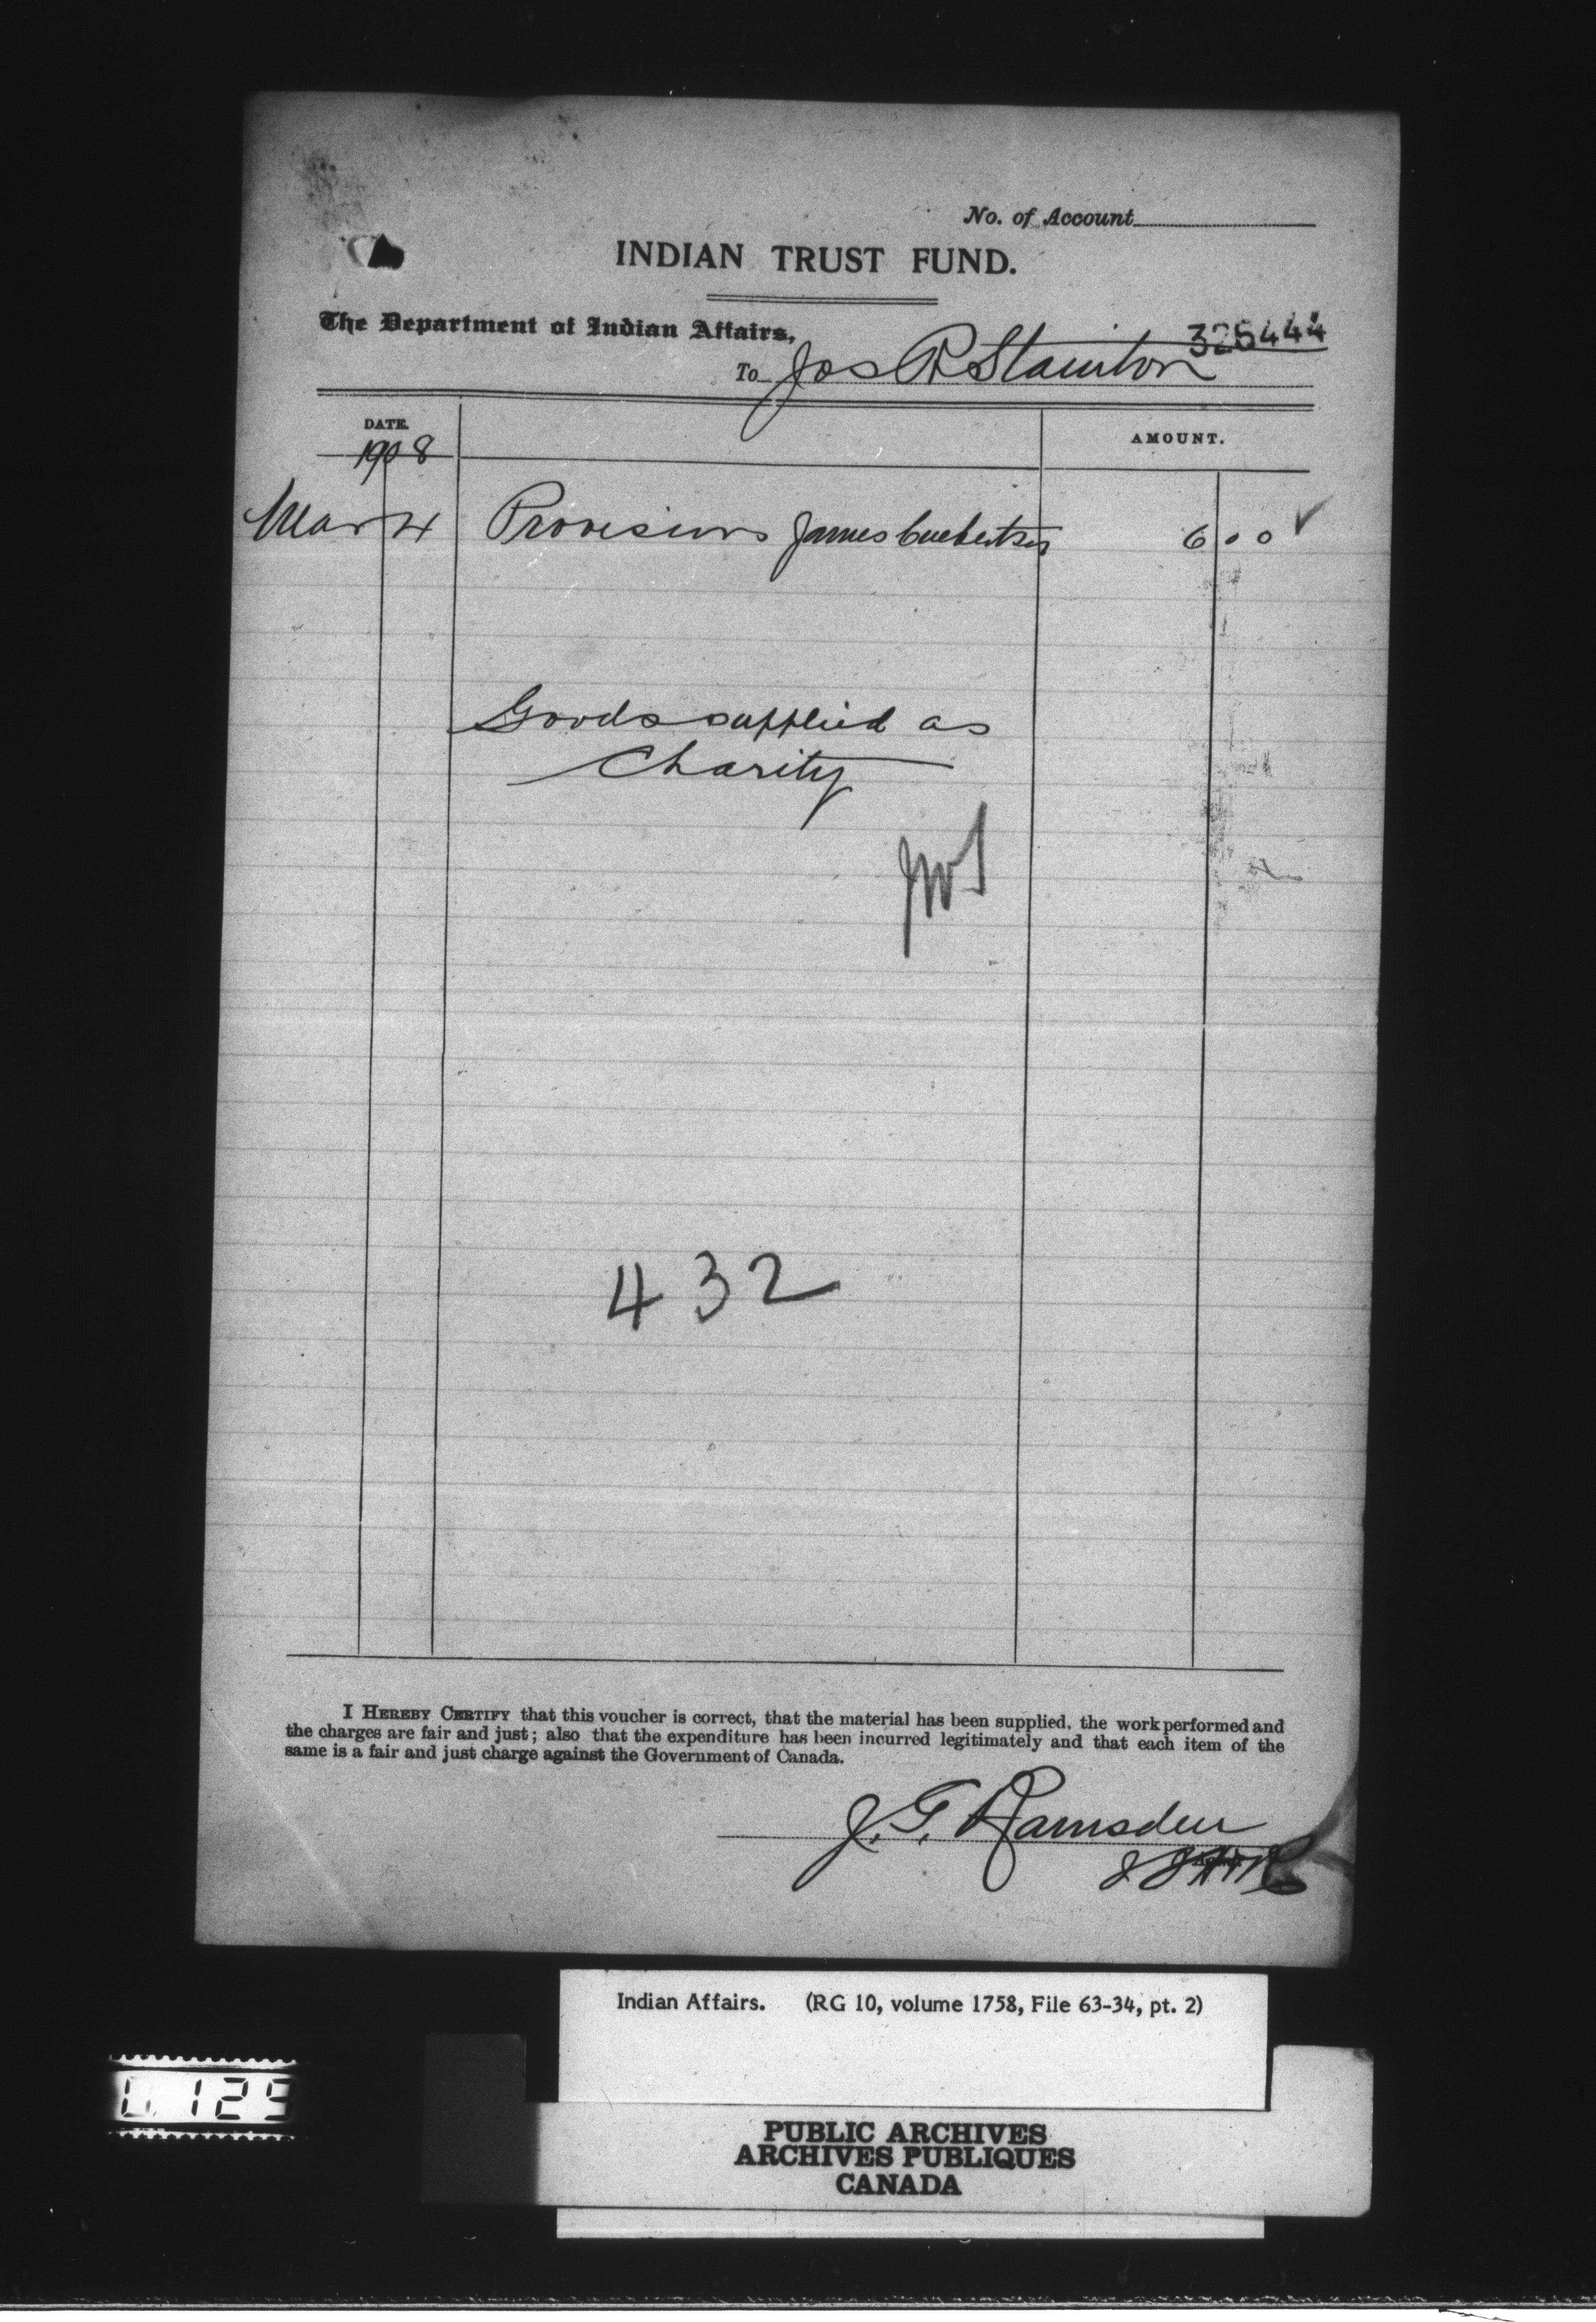 No. of Account
INDIAN TRUST FUND.
The Department of Indian Affairs,
326444
To Jos R Stainton
DATE.
AMOUNT.
1908
Mar 4 Provisions James 6 00 ✓
Goods supplied as
Charity
432
I HEREBY CERTIFY that this voucher is correct, that the material has been supplied, the work performed and
the charges are fair and just; also that the expenditure has been incurred legitimately and that each item of the
same is a fair and just charge against the Government of Canada.
J. G. Ramsden
Indian Affairs. (RG 10, volume 1758, File 63-34, pt. 2)
PUBLIC ARCHIVES
ARCHIVES PUBLIQUES
CANADA